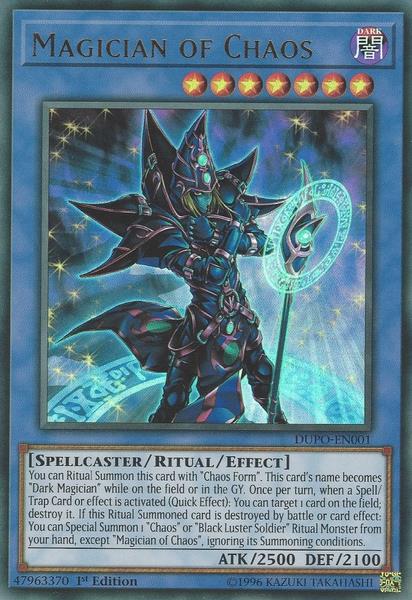 Magician of Chaos
DARK
闇
DUPO-EN001
[Spellcaster/Ritual/Effect]
You can Ritual Summon this card with "Chaos Form". This card's name becomes
"Dark Magician" while on the field or in the GY. Once per turn, when a Spell/
Trap Card or effect is activated (Quick Effect): You can target 1 card on the field;
destroy it. If this Ritual Summoned card is destroyed by battle or card effect:
You can Special Summon 1 "Chaos" or "Black Luster Soldier" Ritual Monster from
your hand, except "Magician of Chaos", ignoring its Summoning conditions.
ATK/2500 DEF/2100
47963370 1st Edition ©1996 KAZUKI TAKAHASHI